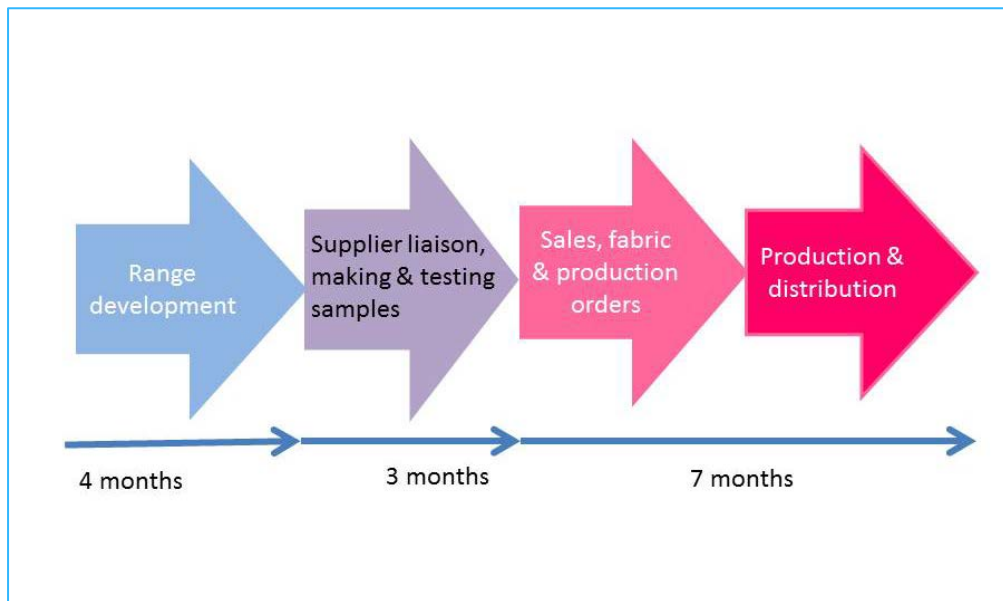 Range
development
Supplier liaison,
making & testing
samples
Sales, fabric
& production
orders
Production &
distribution
4 months
3 months
7 months